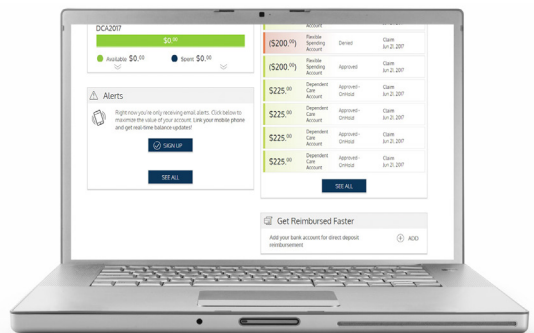 DCA2017
$0.00
Available $0.00
Spent $0.00
Alerts
Right now you're only receiving email alerts. Click below to
maximize the value of your account. Link your mobile phone
and get real-time balance updates!
SIGN UP
SEE ALL
Account
($200.00) Flexible Spending Account Denied Claim Jun 21, 2017
($200.00) Flexible Spending Account Approved Claim Jun 21, 2017
$225.00 Dependent Care Account Approved - OnHold Claim Jun 21, 2017
$225.00 Dependent Care Account Approved - OnHold Claim Jun 21, 2017
$225.00 Dependent Care Account Approved - OnHold Claim Jun 21, 2017
$225.00 Dependent Care Account Approved - OnHold Claim Jun 21, 2017
SEE ALL
Get Reimbursed Faster
Add your bank account for direct deposit
reimbursement
ADD